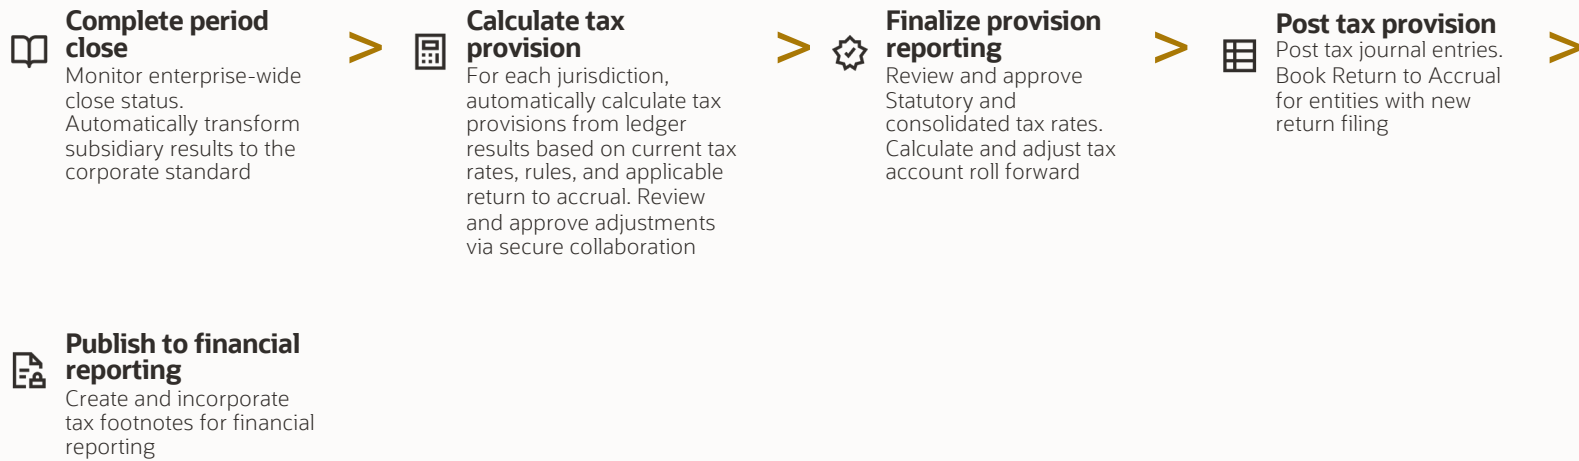 Complete period
close
Monitor enterprise-wide
close status.
Automatically transform
subsidiary results to the
corporate standard
>
Calculate tax
provision
For each jurisdiction,
automatically calculate tax
provisions from ledger
results based on current tax
rates, rules, and applicable
return to accrual. Review
and approve adjustments
via secure collaboration
>
Finalize provision
reporting
Review and approve
Statutory and
consolidated tax rates.
Calculate and adjust tax
account roll forward
>
Post tax provision
Post tax journal entries.
Book Return to Accrual
for entities with new
return filing
>
Publish to financial
reporting
Create and incorporate
tax footnotes for financial
reporting